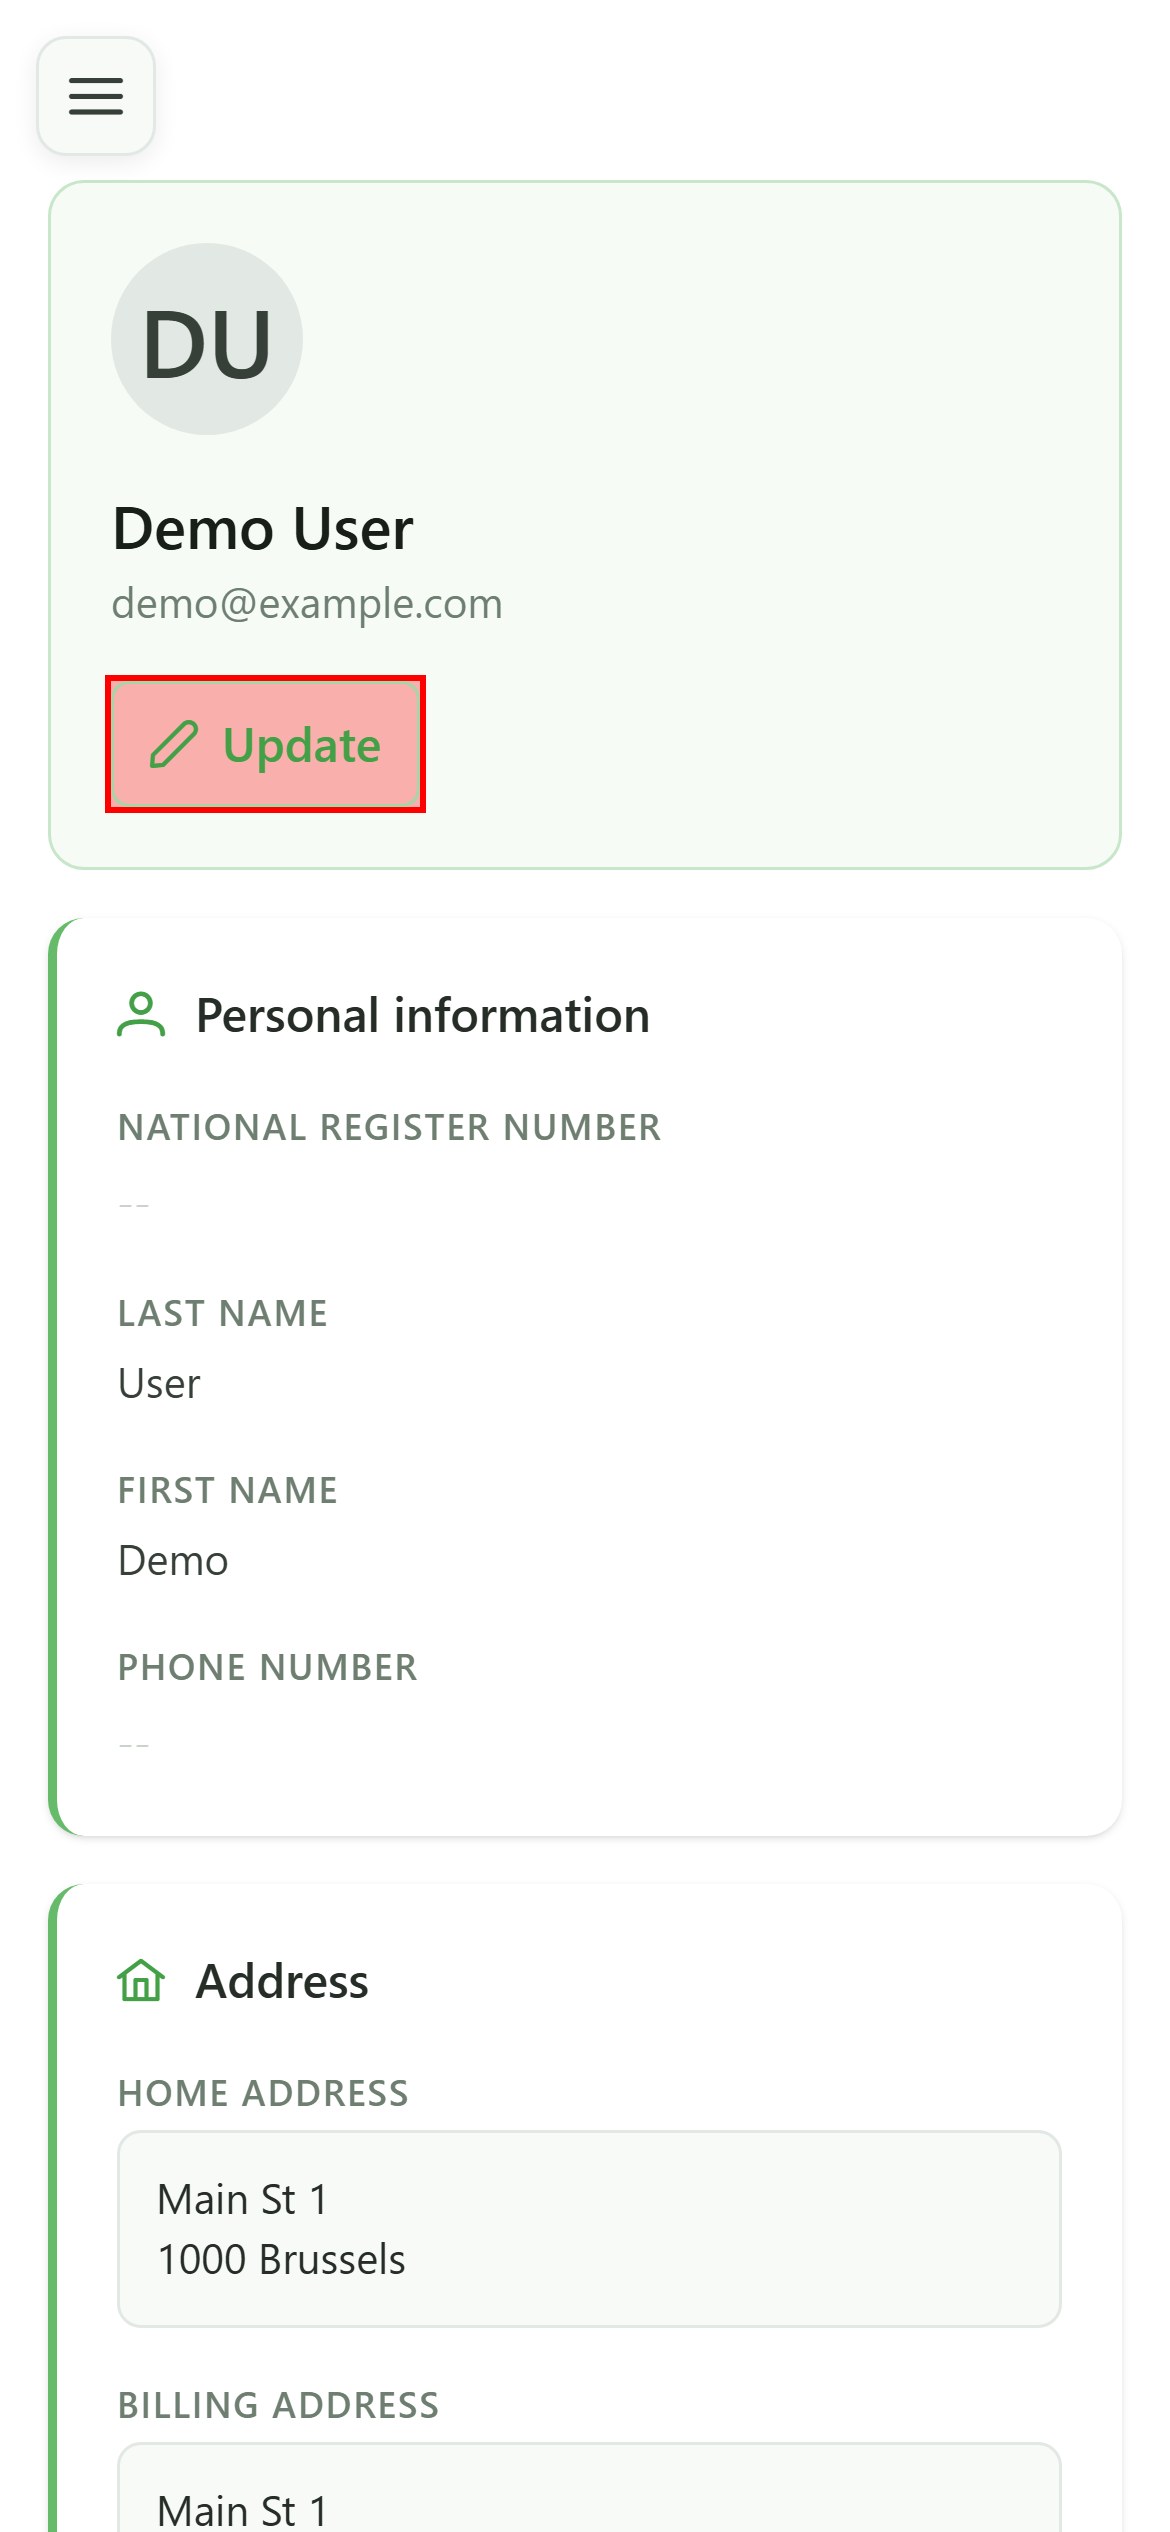 DU
Demo User
demo@example.com
Update
Personal information
NATIONAL REGISTER NUMBER
--
LAST NAME
User
FIRST NAME
Demo
PHONE NUMBER
--
Address
HOME ADDRESS
Main St 1
1000 Brussels
BILLING ADDRESS
Main St 1